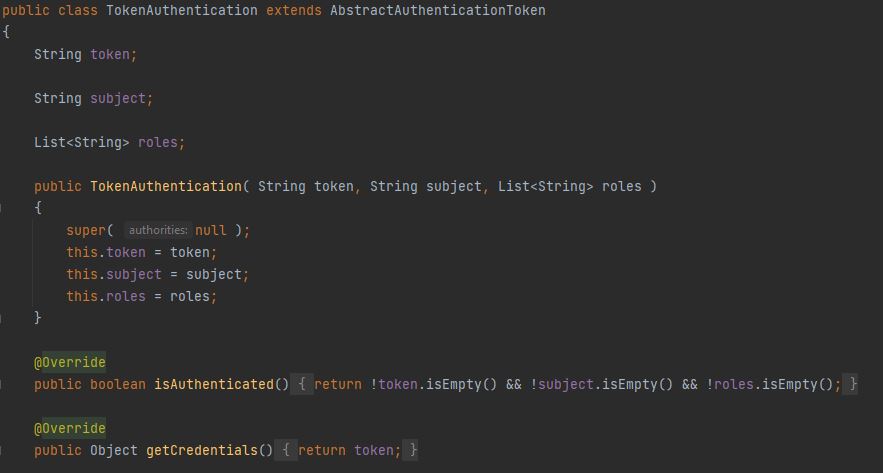 public class TokenAuthentication extends AbstractAuthenticationToken
{
    String token;
    String subject;
    List<String> roles;
    public TokenAuthentication( String token, String subject, List<String> roles )
    {
        super( authorities: null );
        this.token = token;
        this.subject = subject;
        this.roles = roles;
    }
    @Override
    public boolean isAuthenticated() { return !token.isEmpty() && !subject.isEmpty() && !roles.isEmpty(); }
    @Override
    public Object getCredentials() { return token; }